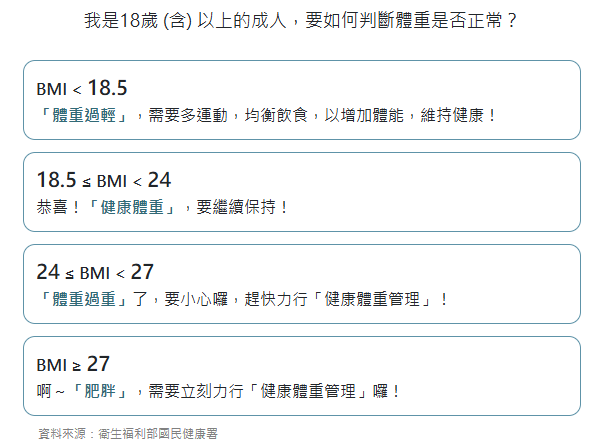 我是18歲 (含) 以上的成人，要如何判斷體重是否正常？
BMI < 18.5
「體重過輕」，需要多運動，均衡飲食，以增加體能，維持健康！
18.5 ≤ BMI < 24
恭喜！「健康體重」，要繼續保持！
24 ≤ BMI < 27
「體重過重」了，要小心囉，趕快力行「健康體重管理」！
BMI ≥ 27
啊～「肥胖」，需要立刻力行「健康體重管理」囉！
資料來源：衛生福利部國民健康署